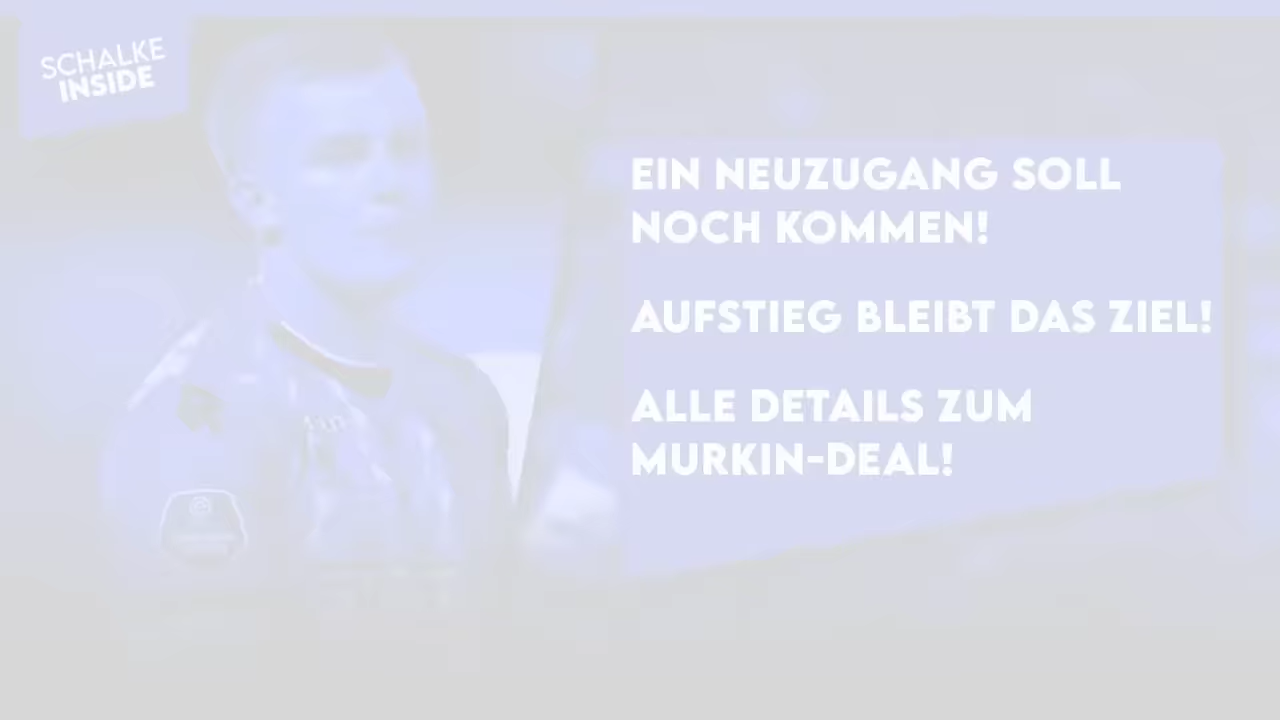 SCHALKE
INSIDE
EIN NEUZUGANG SOLL
NOCH KOMMEN!
AUFSTIEG BLEIBT DAS ZIEL!
ALLE DETAILS ZUM
MURKIN-DEAL!